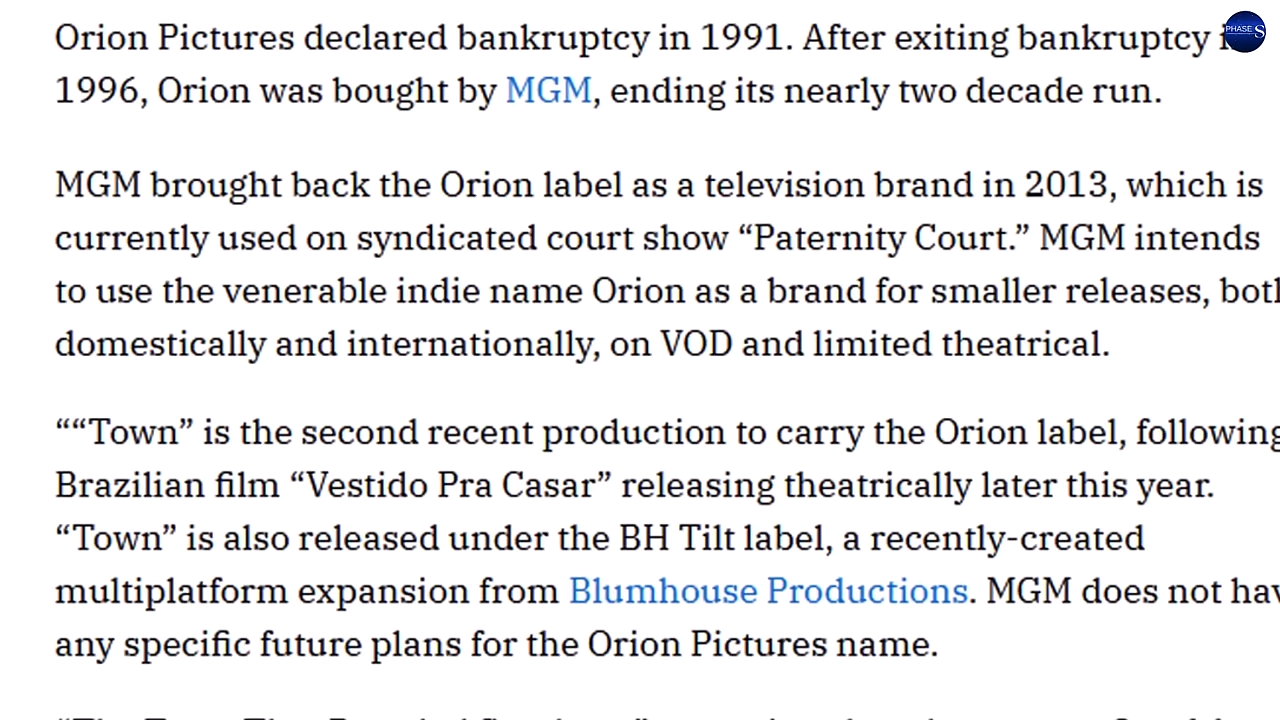 Orion Pictures declared bankruptcy in 1991. After exiting bankruptcy
PHASE S
1996, Orion was bought by MGM, ending its nearly two decade run.
MGM brought back the Orion label as a television brand in 2013, which is
currently used on syndicated court show “Paternity Court.” MGM intends
to use the venerable indie name Orion as a brand for smaller releases, both
domestically and internationally, on VOD and limited theatrical.
““Town” is the second recent production to carry the Orion label, following
Brazilian film “Vestido Pra Casar” releasing theatrically later this year.
“Town” is also released under the BH Tilt label, a recently-created
multiplatform expansion from Blumhouse Productions. MGM does not hav
any specific future plans for the Orion Pictures name.